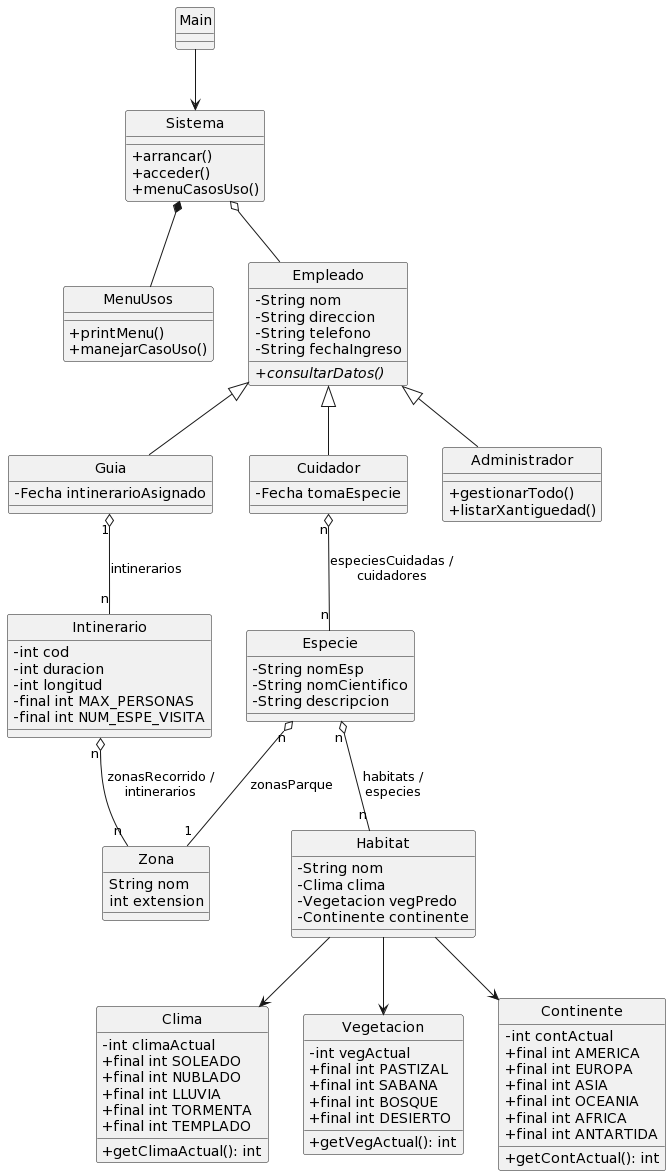 Main
Sistema
+arrancar()
+acceder()
+menuCasosUso()
MenuUsos
+printMenu()
+manejarCasoUso()
Empleado
-String nom
-String direccion
-String telefono
-String fechaIngreso
+consultarDatos()
Guia
-Fecha intinerarioAsignado
Cuidador
-Fecha tomaEspecie
Administrador
+gestionarTodo()
+listarXantiguedad()
1
intinerarios
n
n
especiesCuidadas /
cuidadores
n
Intinerario
-int cod
-int duracion
-int longitud
-final int MAX_PERSONAS
-final int NUM_ESPE_VISITA
Especie
-String nomEsp
-String nomCientifico
-String descripcion
n
zonasRecorrido /
intinerarios
n
n
zonasParque
1
n
habitats /
especies
n
Zona
String nom
int extension
Habitat
-String nom
-Clima clima
-Vegetacion vegPredo
-Continente continente
Clima
-int climaActual
+final int SOLEADO
+final int NUBLADO
+final int LLUVIA
+final int TORMENTA
+final int TEMPLADO
+getClimaActual(): int
Vegetacion
-int vegActual
+final int PASTIZAL
+final int SABANA
+final int BOSQUE
+final int DESIERTO
+getVegActual(): int
Continente
-int contActual
+final int AMERICA
+final int EUROPA
+final int ASIA
+final int OCEANIA
+final int AFRICA
+final int ANTARTIDA
+getContActual(): int